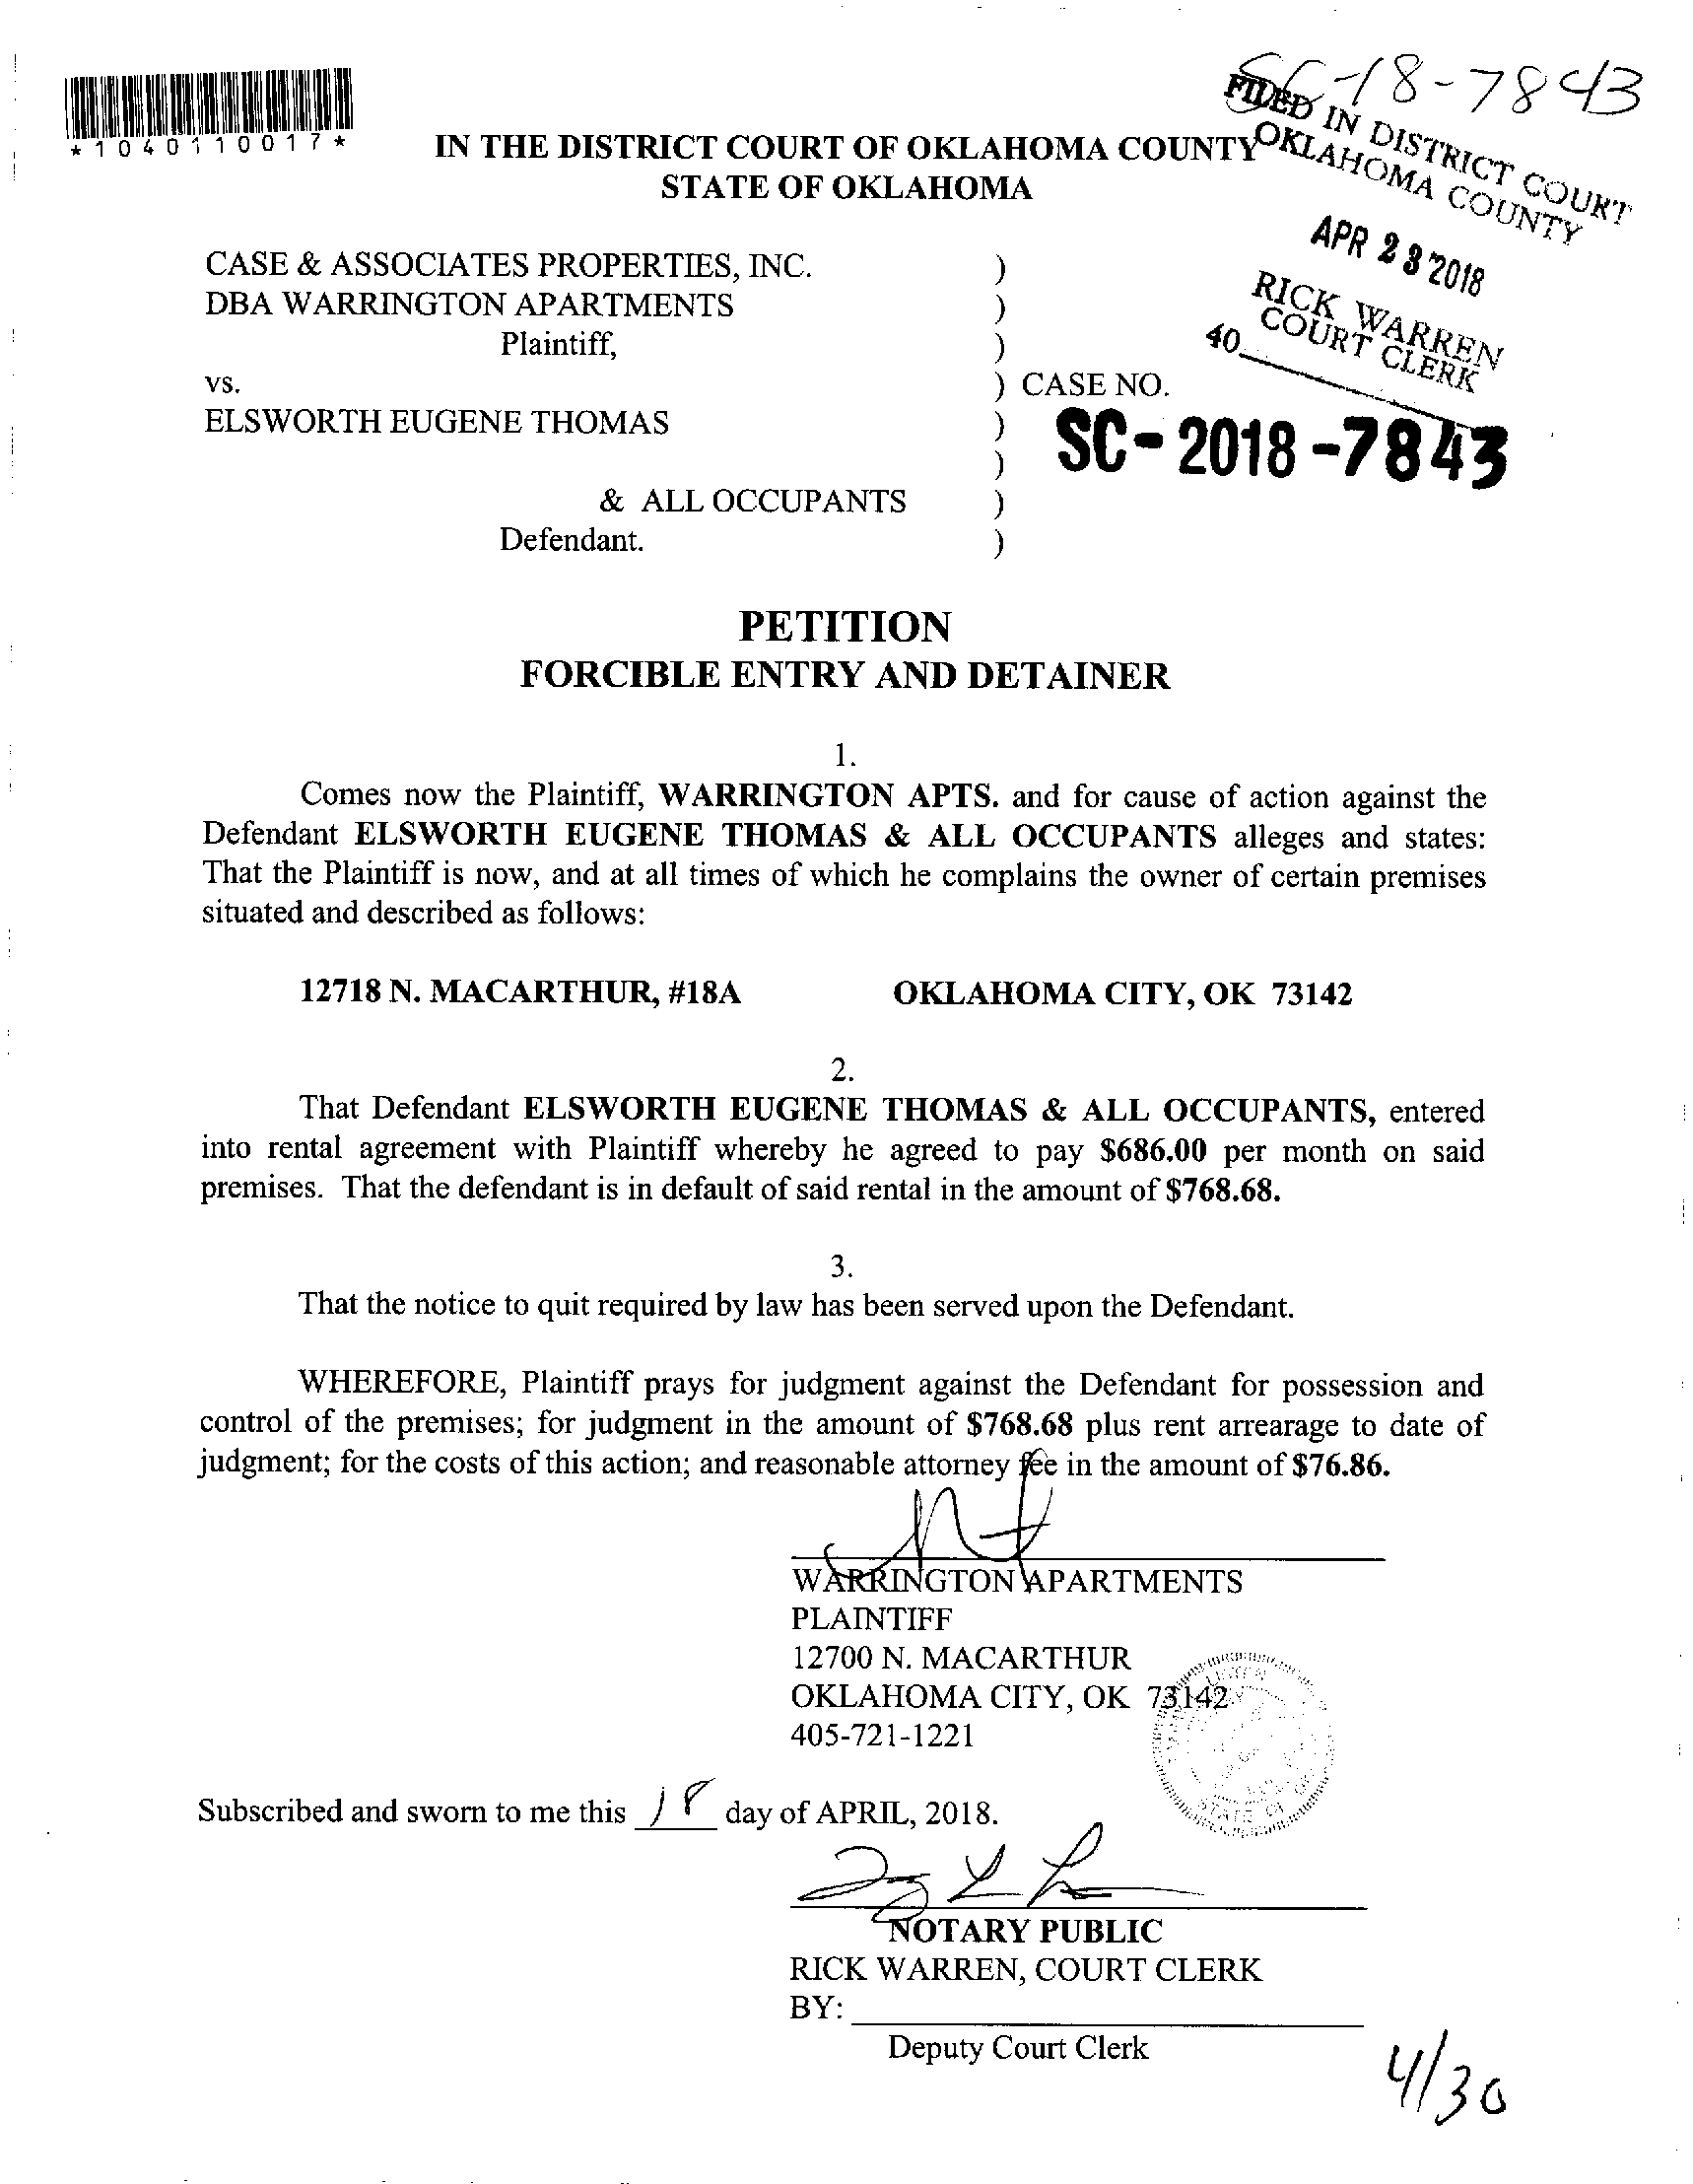 SC-18-7843
*1040110017*
FILED IN DISTRICT COURT
OKLAHOMA COUNTY
APR 23 2018
RICK WARREN
COURT CLERK
40
IN THE DISTRICT COURT OF OKLAHOMA COUNTY
STATE OF OKLAHOMA
CASE & ASSOCIATES PROPERTIES, INC. )
DBA WARRINGTON APARTMENTS )
Plaintiff, )
vs. ) CASE NO.
ELSWORTH EUGENE THOMAS )
) SC-2018-7843
& ALL OCCUPANTS )
Defendant. )
PETITION
FORCIBLE ENTRY AND DETAINER
1.
Comes now the Plaintiff, WARRINGTON APTS. and for cause of action against the
Defendant ELSWORTH EUGENE THOMAS & ALL OCCUPANTS alleges and states:
That the Plaintiff is now, and at all times of which he complains the owner of certain premises
situated and described as follows:
12718 N. MACARTHUR, #18A OKLAHOMA CITY, OK 73142
2.
That Defendant ELSWORTH EUGENE THOMAS & ALL OCCUPANTS, entered
into rental agreement with Plaintiff whereby he agreed to pay $686.00 per month on said
premises. That the defendant is in default of said rental in the amount of $768.68.
3.
That the notice to quit required by law has been served upon the Defendant.
WHEREFORE, Plaintiff prays for judgment against the Defendant for possession and
control of the premises; for judgment in the amount of $768.68 plus rent arrearage to date of
judgment; for the costs of this action; and reasonable attorney fee in the amount of $76.86.
WARRINGTON APARTMENTS
PLAINTIFF
12700 N. MACARTHUR
OKLAHOMA CITY, OK 73142
405-721-1221
STATE OF
Subscribed and sworn to me this 18 day of APRIL, 2018.
NOTARY PUBLIC
RICK WARREN, COURT CLERK
BY:
Deputy Court Clerk
4/30